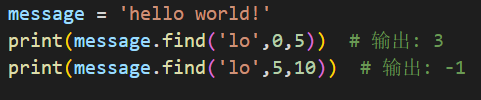 message = 'hello world!'
print(message.find('lo',0,5))  # 输出: 3
print(message.find('lo',5,10))  # 输出: -1